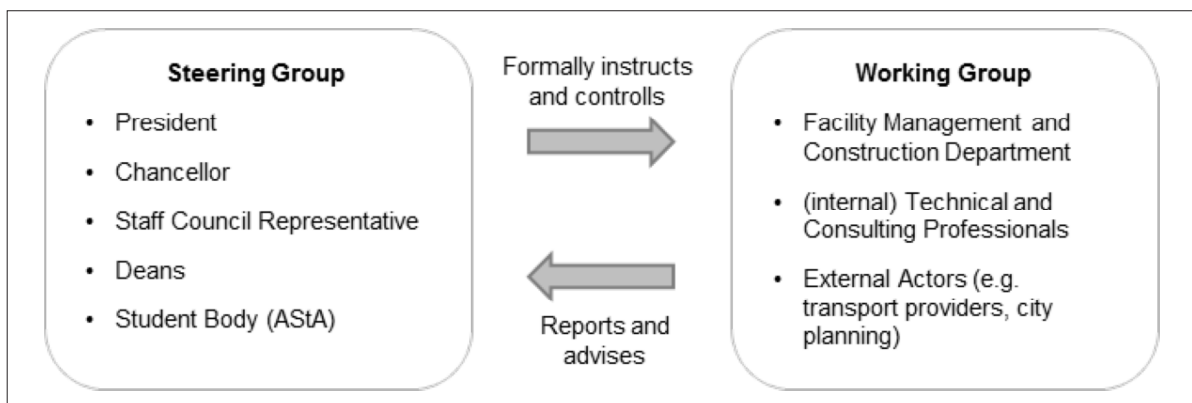 Steering Group
• President
• Chancellor
• Staff Council Representative
• Deans
• Student Body (AStA)
Formally instructs
and controlls
Reports and
advises
Working Group
• Facility Management and
Construction Department
• (internal) Technical and
Consulting Professionals
• External Actors (e.g.
transport providers, city
planning)